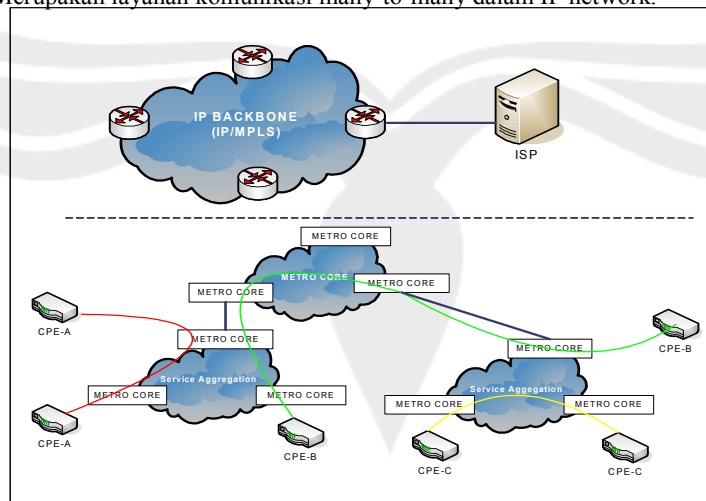 Merupakan layanan komunikasi many to many dalam IP network.
IP BACKBONE
(IP/MPLS)
ISP
METRO CORE
METRO CORE
METRO CORE
METRO CORE
CPE-A
METRO CORE
METRO CORE
CPE-B
Service Aggregation
Service Aggegation
METRO CORE
METRO CORE
METRO CORE
METRO CORE
CPE-A
CPE-B
CPE-C
CPE-C